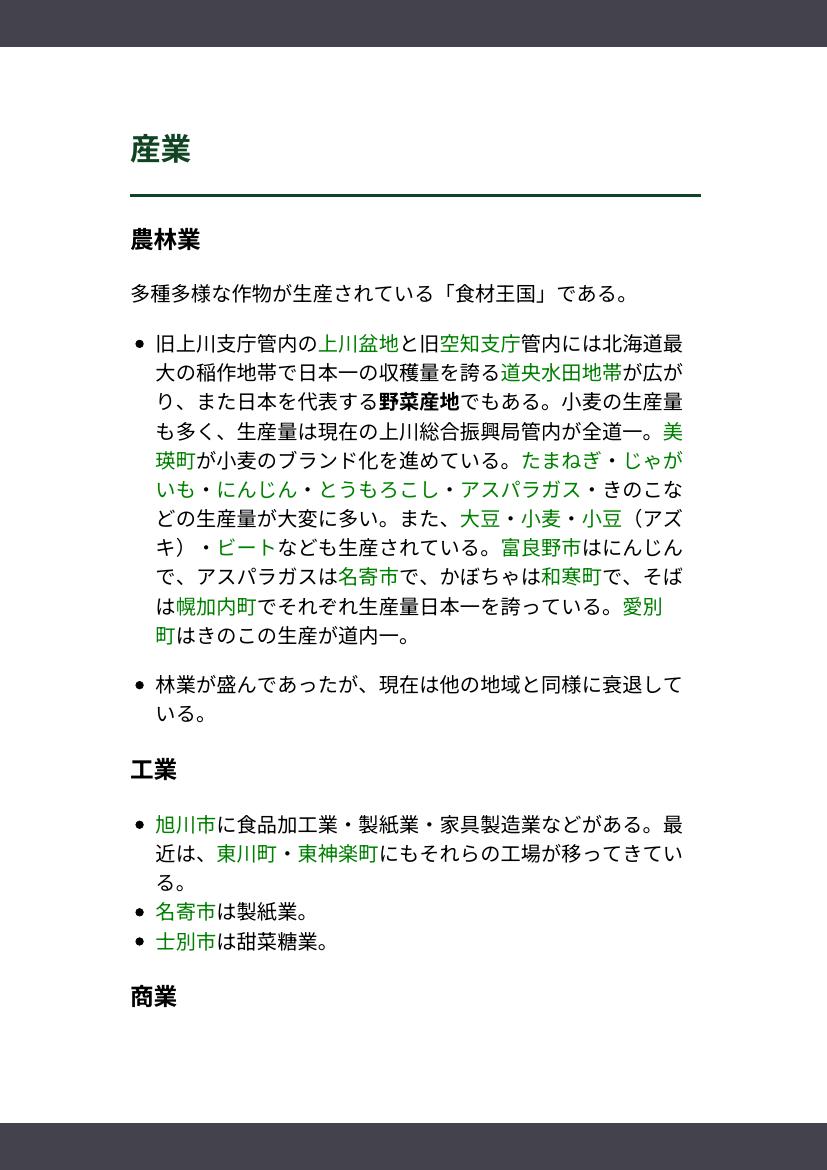 産業
農林業
多種多様な作物が生産されている「食材王国」である。
• 旧上川支庁管内の上川盆地と旧空知支庁管内には北海道最
大の稲作地帯で日本一の収穫量を誇る道央水田地帯が広が
り、また日本を代表する野菜産地でもある。小麦の生産量
も多く、生産量は現在の上川総合振興局管内が全道一。美
瑛町が小麦のブランド化を進めている。たまねぎ・じゃが
いも・にんじん・とうもろこし・アスパラガス・きのこな
どの生産量が大変に多い。また、大豆・小麦・小豆（アズ
キ）・ビートなども生産されている。富良野市はにんじん
で、アスパラガスは名寄市で、かぼちゃは和寒町で、そば
は幌加内町でそれぞれ生産量日本一を誇っている。愛別
町はきのこの生産が道内一。
• 林業が盛んであったが、現在は他の地域と同様に衰退して
いる。
工業
• 旭川市に食品加工業・製紙業・家具製造業などがある。最
近は、東川町・東神楽町にもそれらの工場が移ってきてい
る。
• 名寄市は製紙業。
• 士別市は甜菜糖業。
商業